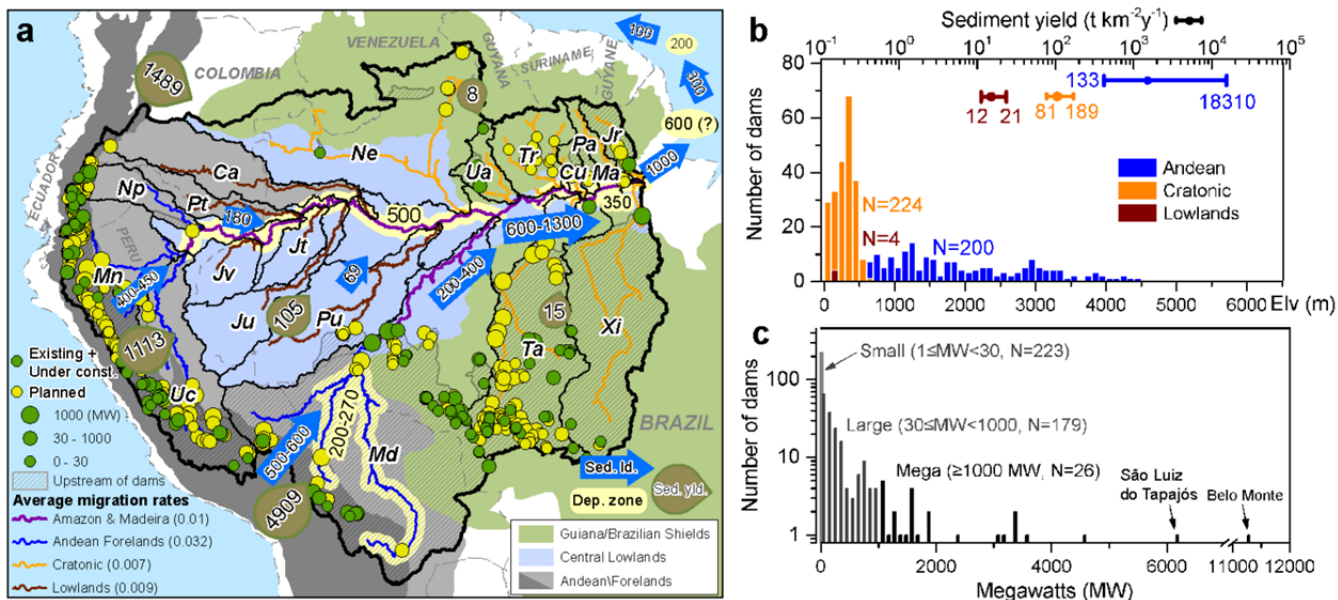 a
VENEZUELA
GUYANA
SURINAME
GUYANE
COLOMBIA
ECUADOR
PERU
BRAZIL
100
200
300
600 (?)
1000
1489
8
Ne
Ua
Tr
Pa
Jr
Cu
Ma
350
Ca
Np
Pt
180
500
600-1300
Jt
Jv
69
200-400
Mn
400-450
Ju
105
Pu
15
Xi
Ta
1113
Uc
500-600
200-270
Md
4909
Existing +
Under const.
Planned
1000 (MW)
30 - 1000
0 - 30
Upstream of dams
Average migration rates
Amazon & Madeira (0.01)
Andean Forelands (0.032)
Cratonic (0.007)
Lowlands (0.009)
Sed. ld.
Sed. yld.
Dep. zone
Guiana/Brazilian Shields
Central Lowlands
Andean\Forelands
b
Sediment yield (t km-2y-1)
10-1 100 101 102 103 104 105
Number of dams
80
60
40
20
0
133
18310
12 21
81 189
Andean
Cratonic
Lowlands
N=224
N=4
N=200
0 1000 2000 3000 4000 5000 6000 Elv (m)
c
Number of dams
100
10
1
Small (1≤MW<30, N=223)
Large (30≤MW<1000, N=179)
Mega (≥1000 MW, N=26)
São Luiz
do Tapajós
Belo Monte
0 2000 4000 6000 11000 12000
Megawatts (MW)